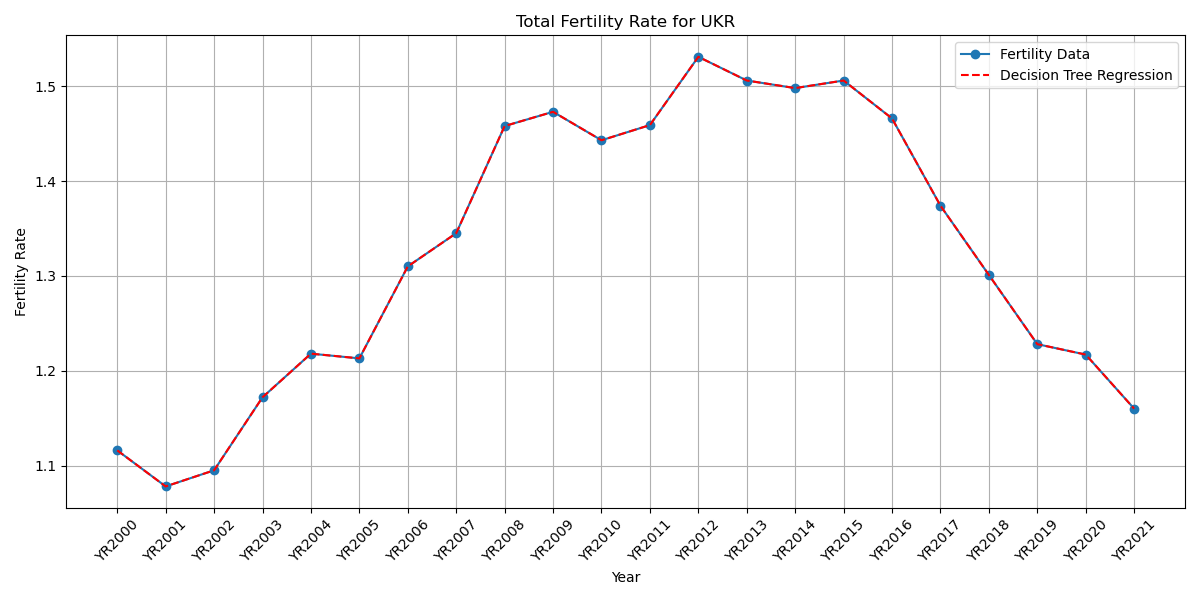 Total Fertility Rate for UKR
Fertility Data
Decision Tree Regression
Fertility Rate
1.5
1.4
1.3
1.2
1.1
YR2000
YR2001
YR2002
YR2003
YR2004
YR2005
YR2006
YR2007
YR2008
YR2009
YR2010
YR2011
YR2012
YR2013
YR2014
YR2015
YR2016
YR2017
YR2018
YR2019
YR2020
YR2021
Year